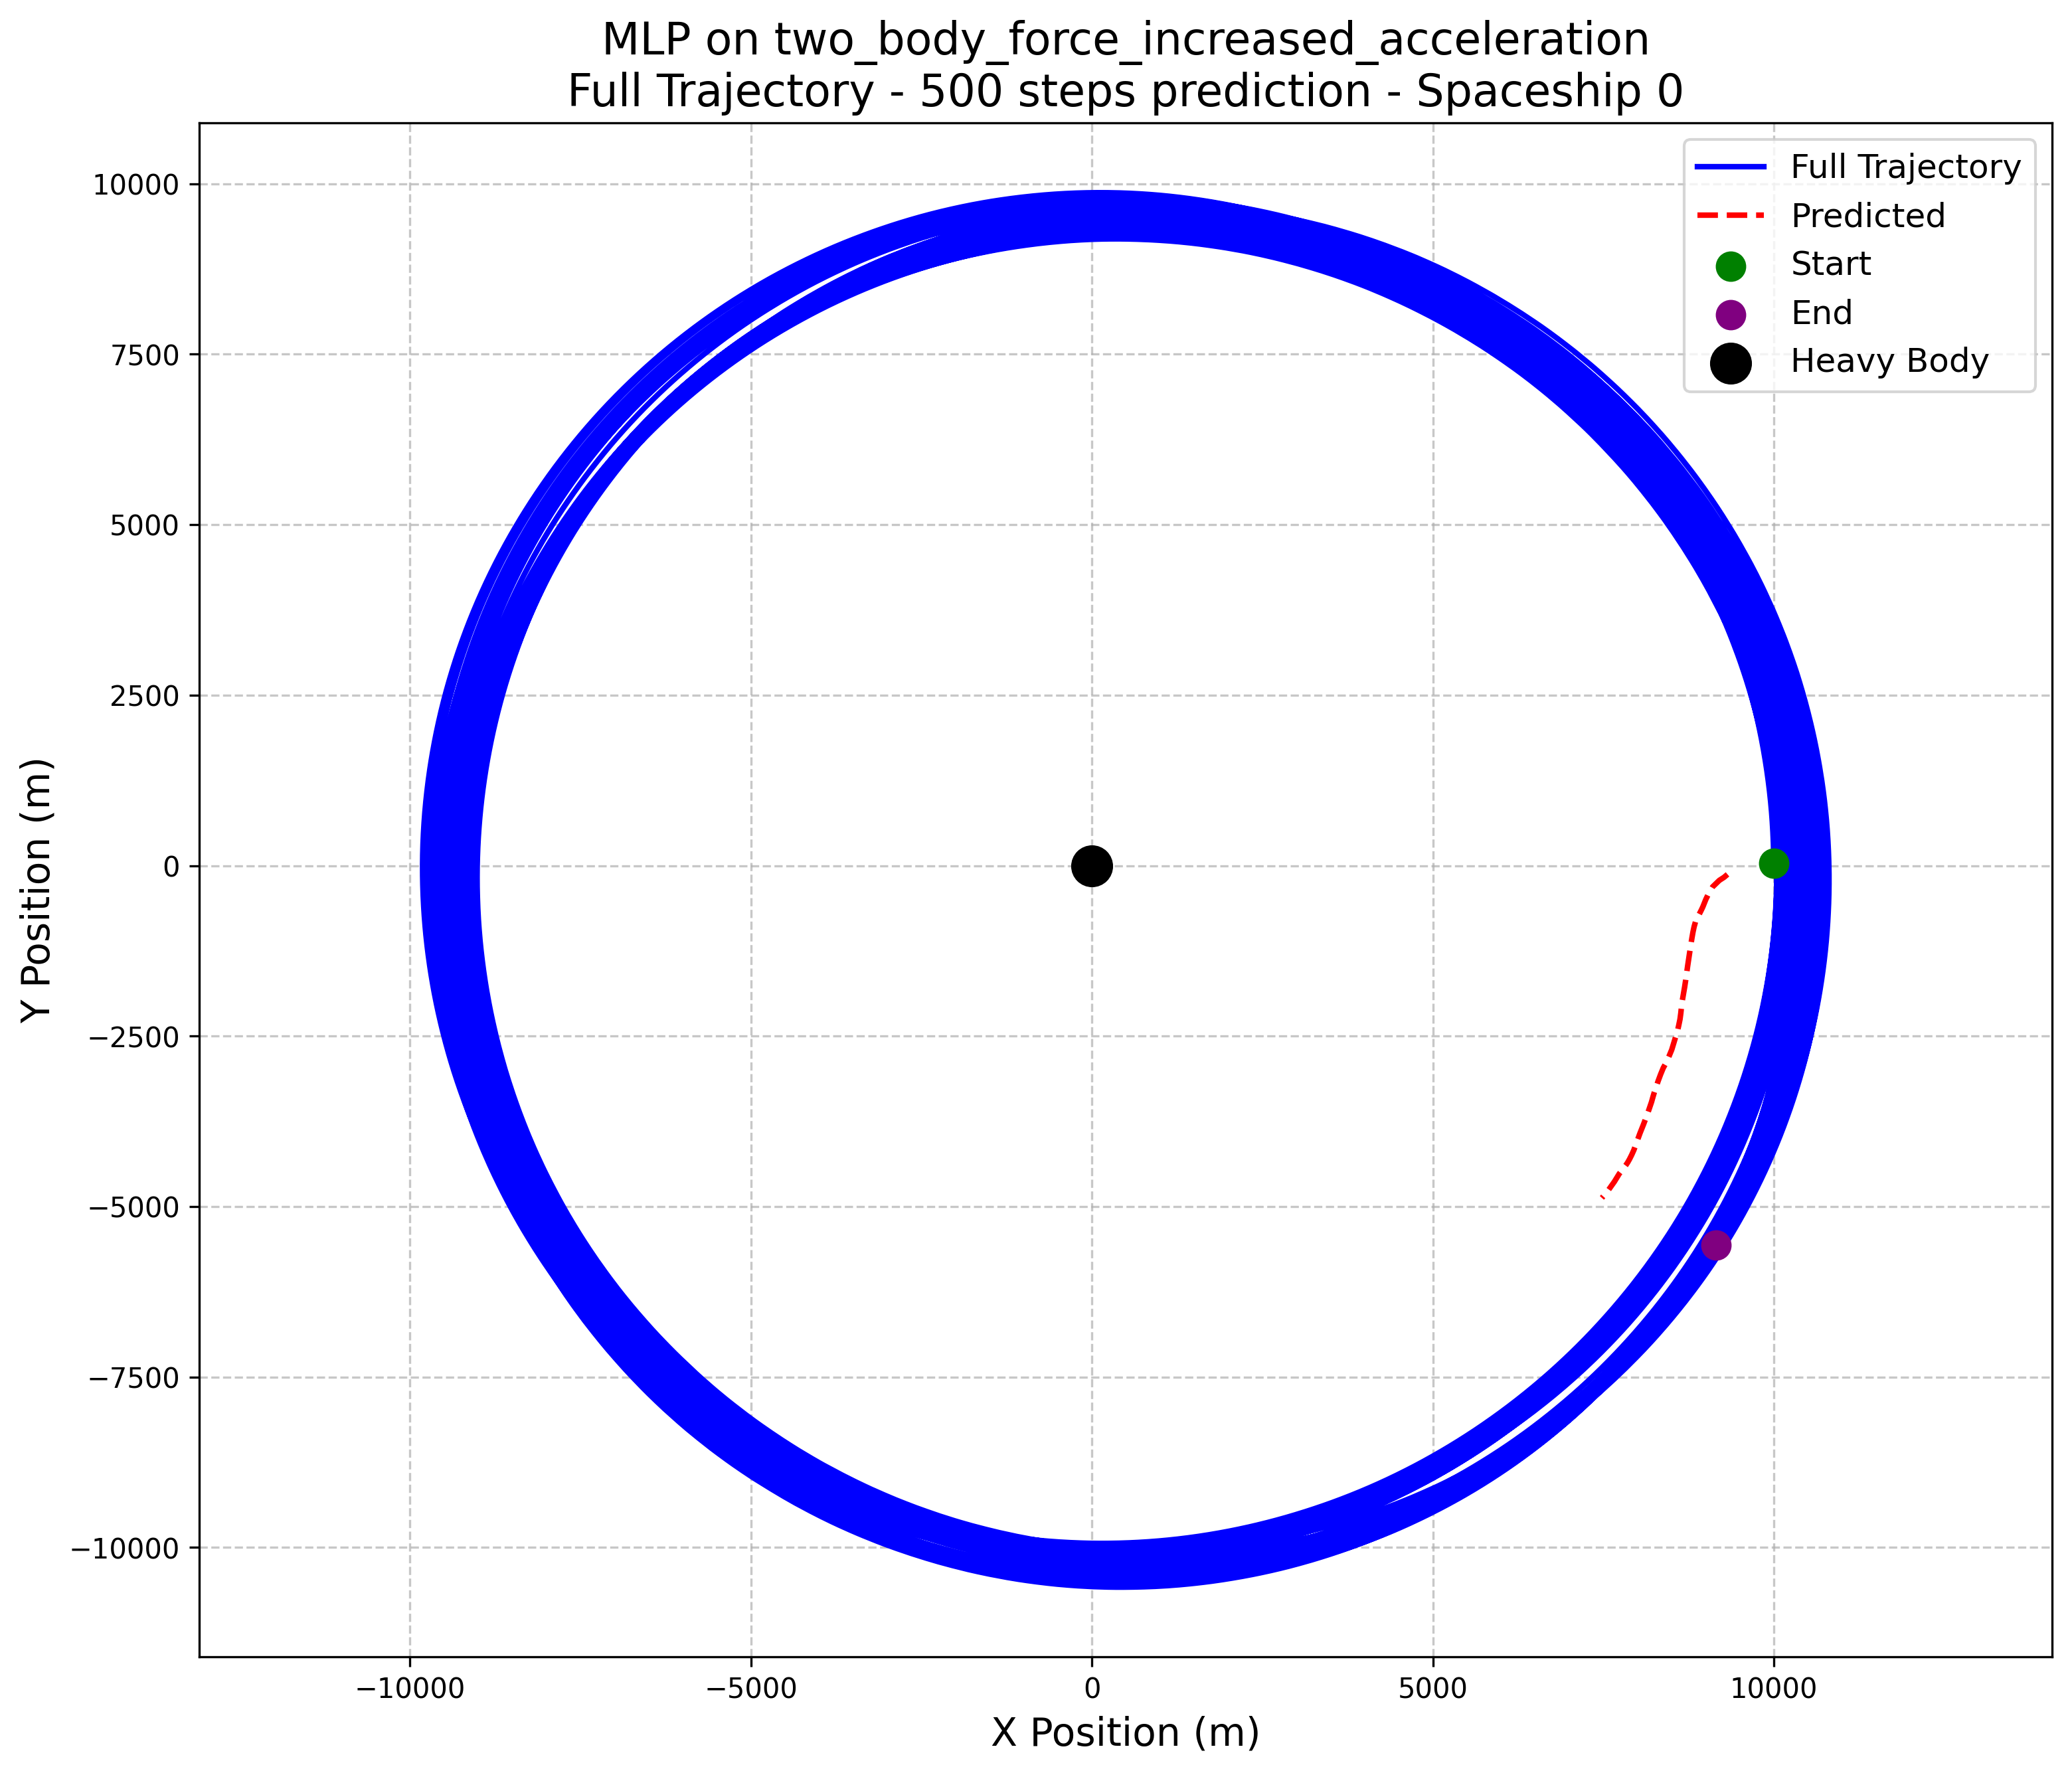 MLP on two_body_force_increased_acceleration
Full Trajectory - 500 steps prediction - Spaceship 0
Full Trajectory
Predicted
Start
End
Heavy Body
10000
7500
5000
2500
0
−2500
−5000
−7500
−10000
Y Position (m)
−10000
−5000
0
5000
10000
X Position (m)